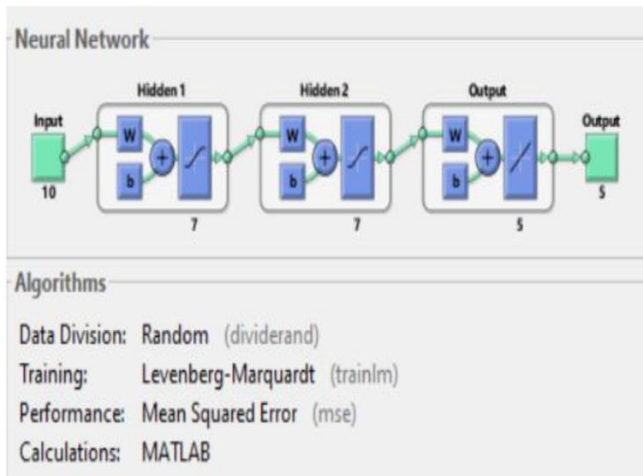 Neural Network
Hidden 1 Hidden 2 Output
Input Output
W W W
+ + +
b b b
10 5
7 7 5
Algorithms
Data Division: Random (dividerand)
Training: Levenberg-Marquardt (trainlm)
Performance: Mean Squared Error (mse)
Calculations: MATLAB